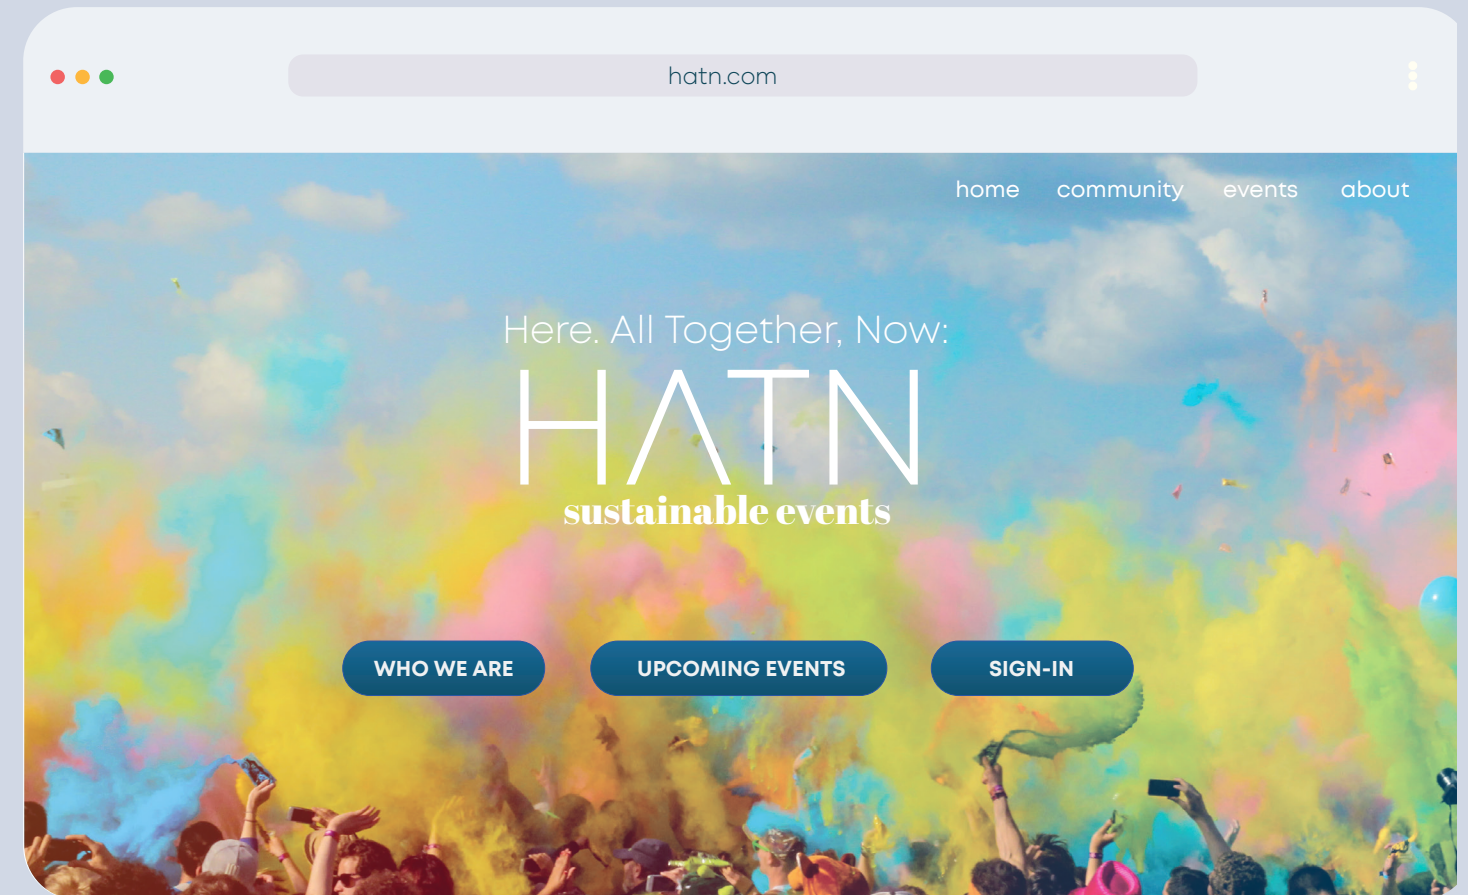 hatn.com
home community events about
Here. All Together, Now:
HATN
sustainable events
WHO WE ARE UPCOMING EVENTS SIGN-IN